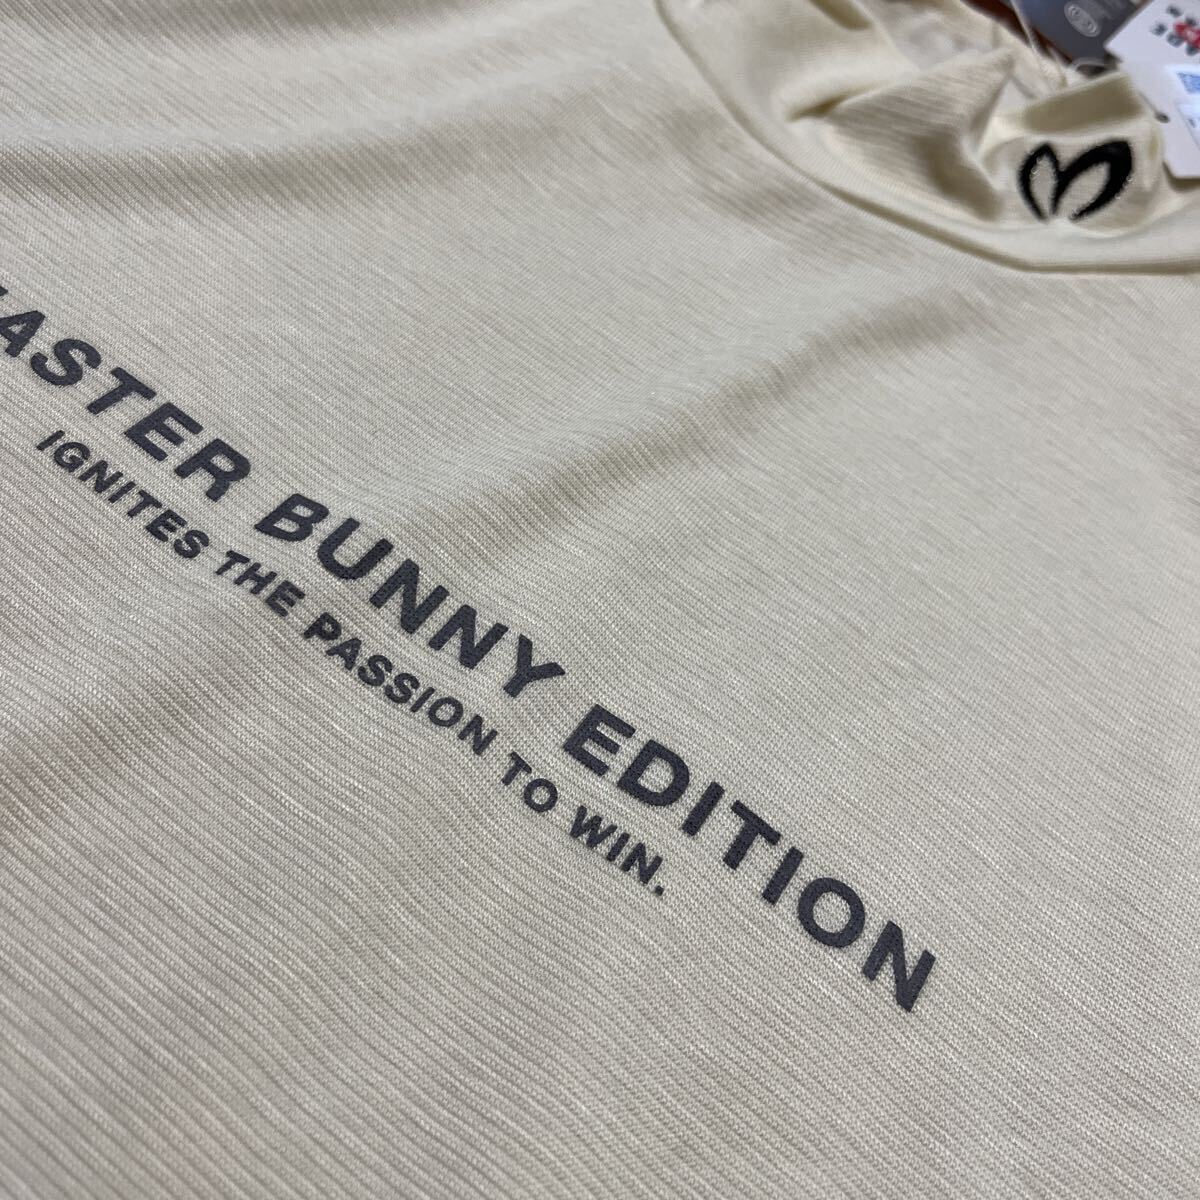 ASTER BUNNY EDITION
IGNITES THE PASSION TO WIN.